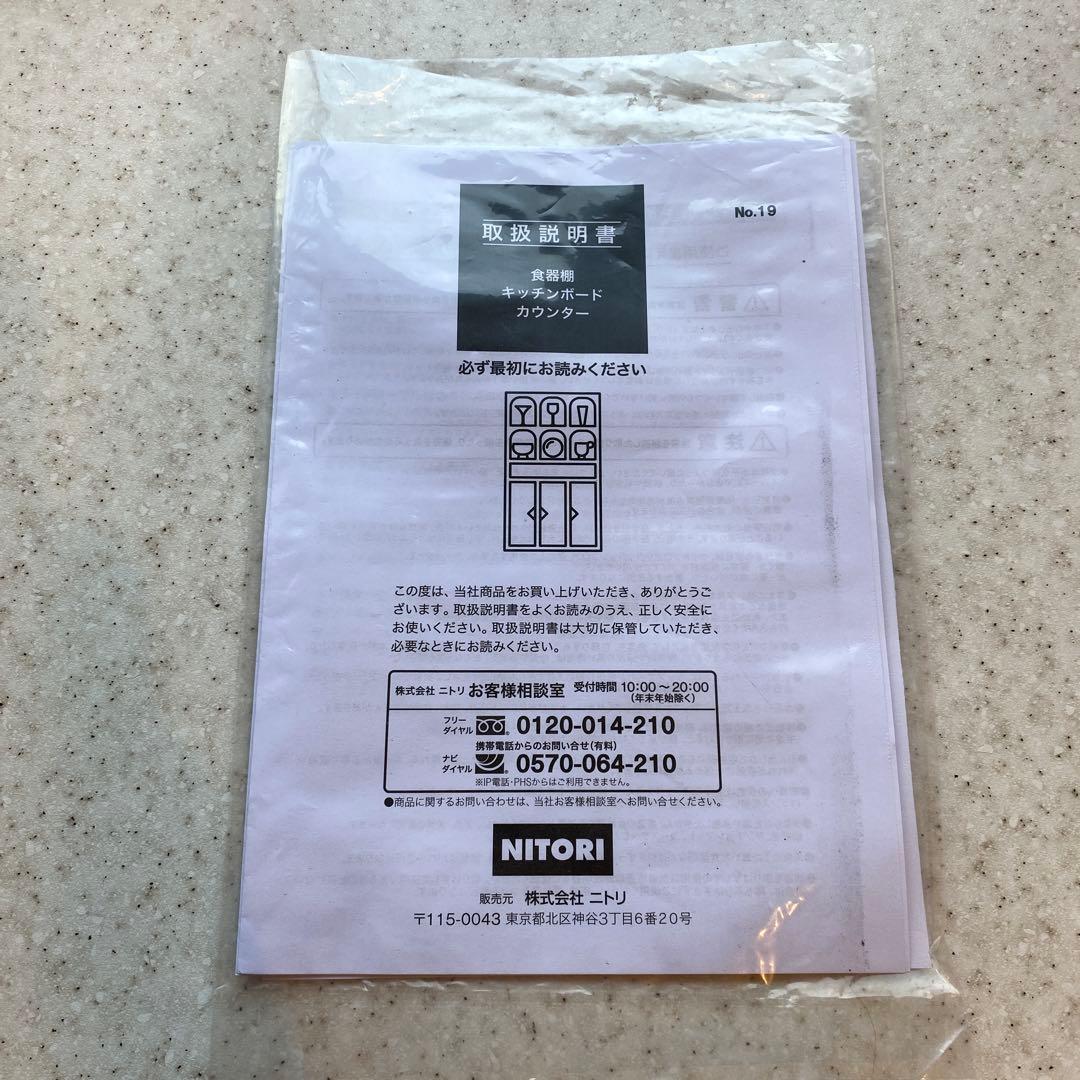 No.19
取扱説明書
食器棚
キッチンボード
カウンター
必ず最初にお読みください
この度は、当社商品をお買い上げいただき、ありがとうご
ざいます。取扱説明書をよくお読みのうえ、正しく安全に
お使いください。取扱説明書は大切に保管していただき、
必要なときにお読みください。
株式会社 ニトリ お客様相談室 受付時間 10:00～20:00
(年末年始除く)
フリー
ダイヤル 0120-014-210
携帯電話からのお問い合せ(有料)
ナビ
ダイヤル 0570-064-210
※IP電話・PHSからはご利用できません。
●商品に関するお問い合わせは、当社お客様相談室へお問い合せください。
NITORI
販売元 株式会社 ニトリ
〒115-0043 東京都北区神谷3丁目6番20号